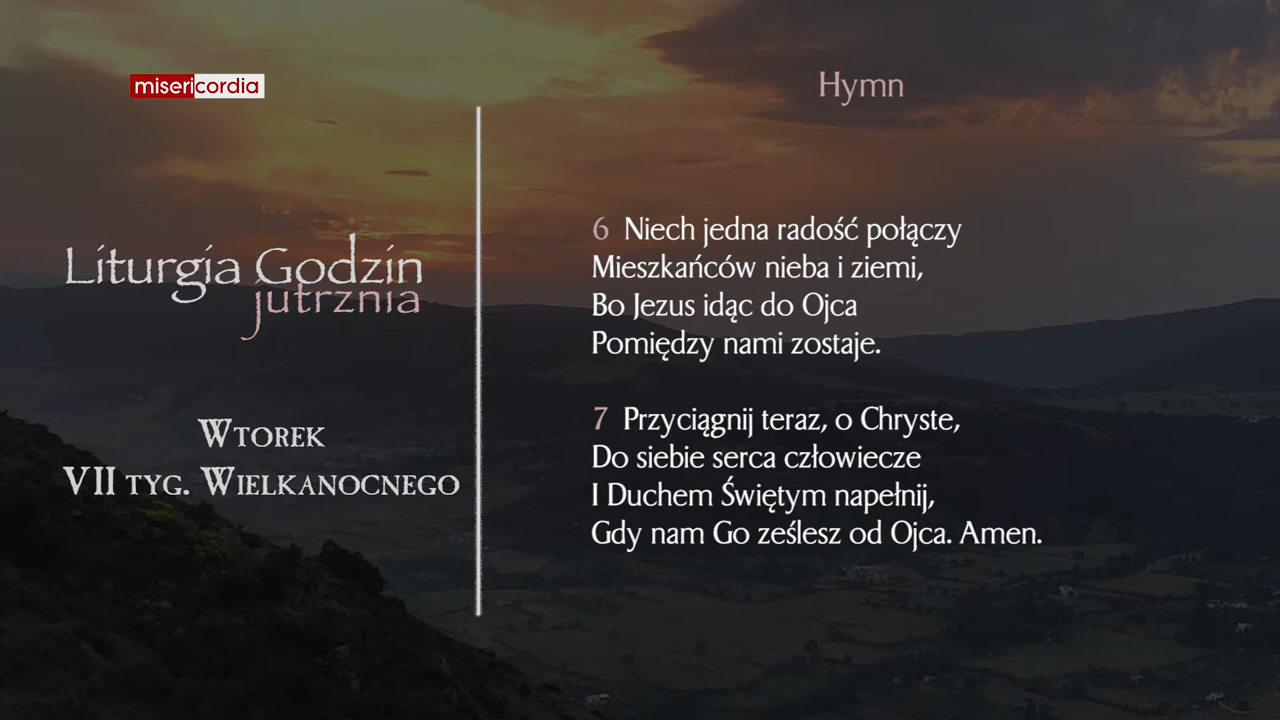 misericordia
Liturgia Godzin
jutrznia
Wtorek
VII tyg. Wielkanocnego
Hymn
6 Niech jedna radość połączy
Mieszkańców nieba i ziemi,
Bo Jezus idąc do Ojca
Pomiędzy nami zostaje.
7 Przyciągnij teraz, o Chryste,
Do siebie serca człowiecze
I Duchem Świętym napełnij,
Gdy nam Go ześlesz od Ojca. Amen.